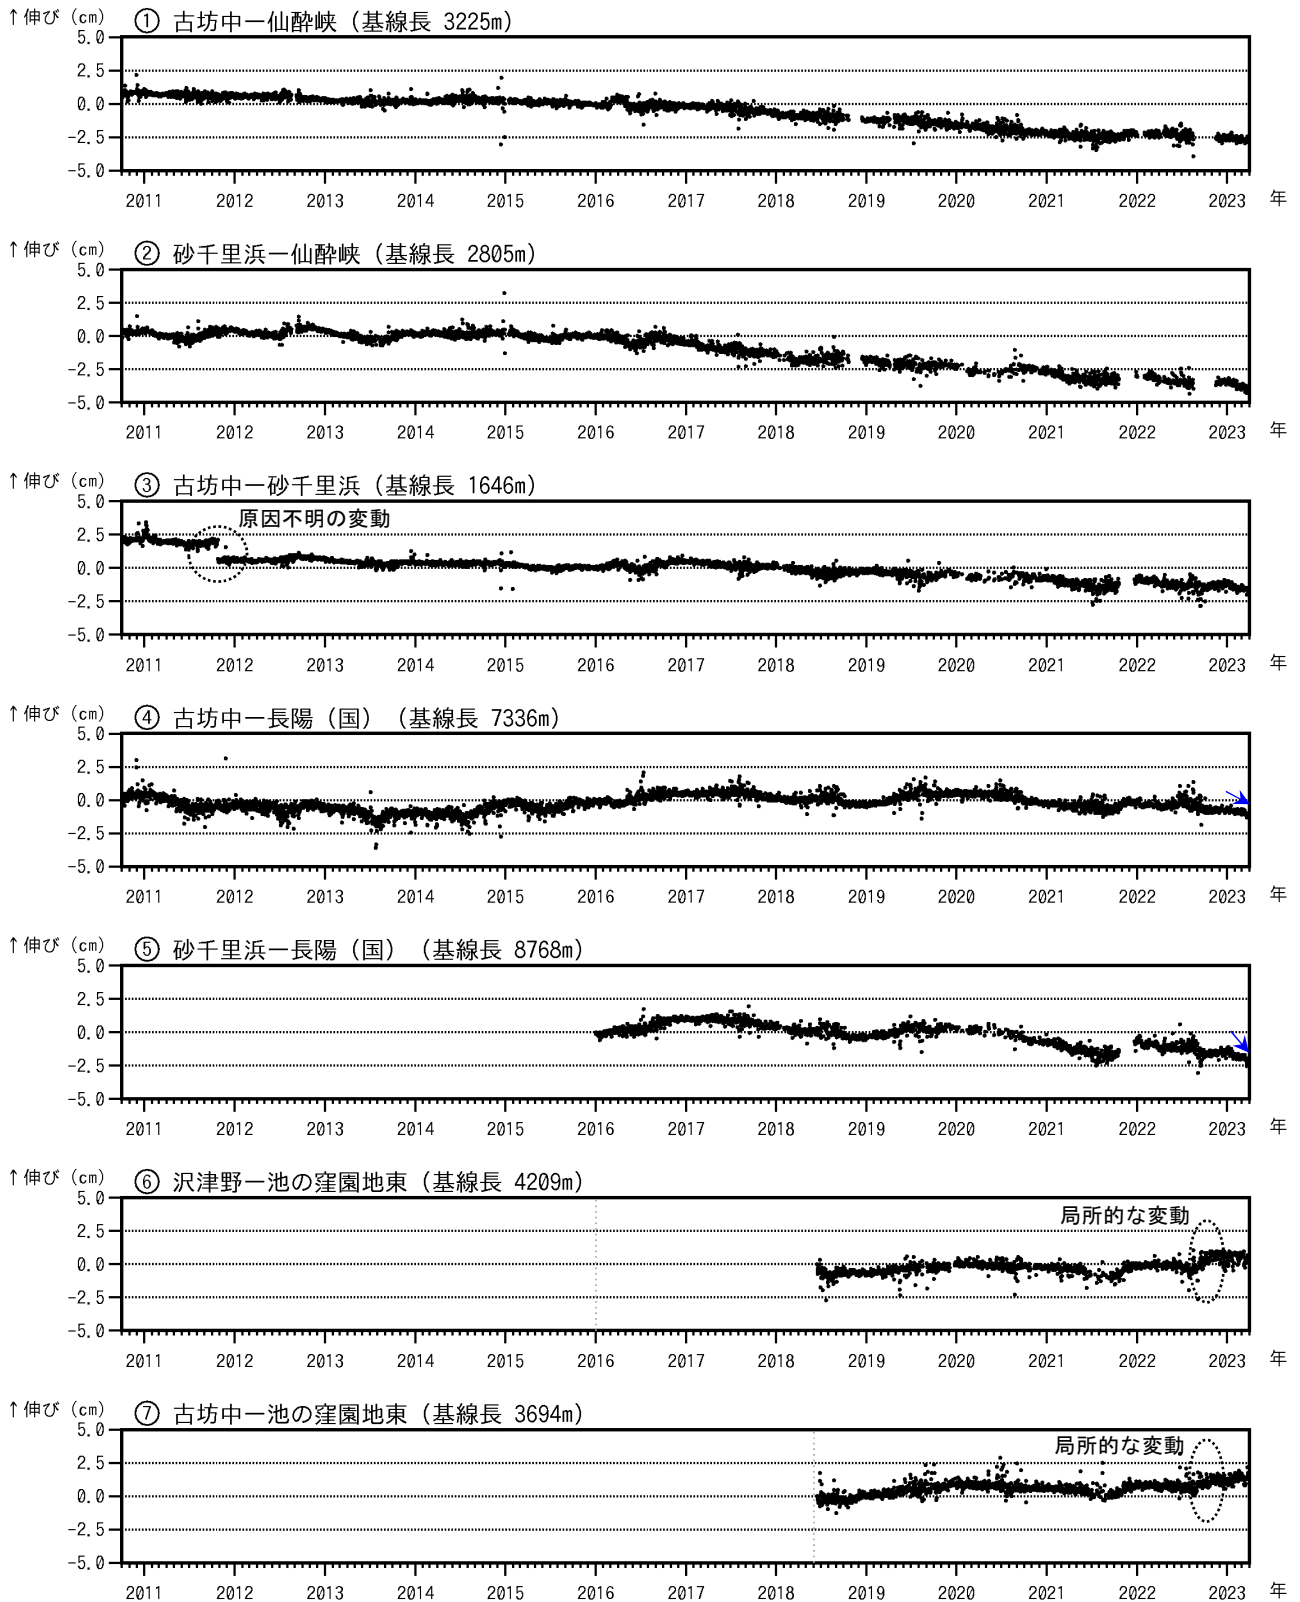 ↑伸び（cm） ① 古坊中ー仙酔峡（基線長 3225m）
5.0
2.5
0.0
-2.5
-5.0
2011 2012 2013 2014 2015 2016 2017 2018 2019 2020 2021 2022 2023 年
↑伸び（cm） ② 砂千里浜ー仙酔峡（基線長 2805m）
5.0
2.5
0.0
-2.5
-5.0
2011 2012 2013 2014 2015 2016 2017 2018 2019 2020 2021 2022 2023 年
↑伸び（cm） ③ 古坊中ー砂千里浜（基線長 1646m）
5.0
原因不明の変動
2.5
0.0
-2.5
-5.0
2011 2012 2013 2014 2015 2016 2017 2018 2019 2020 2021 2022 2023 年
↑伸び（cm） ④ 古坊中ー長陽（国）（基線長 7336m）
5.0
2.5
0.0
-2.5
-5.0
2011 2012 2013 2014 2015 2016 2017 2018 2019 2020 2021 2022 2023 年
↑伸び（cm） ⑤ 砂千里浜ー長陽（国）（基線長 8768m）
5.0
2.5
0.0
-2.5
-5.0
2011 2012 2013 2014 2015 2016 2017 2018 2019 2020 2021 2022 2023 年
↑伸び（cm） ⑥ 沢津野ー池の窪園地東（基線長 4209m）
5.0
局所的な変動
2.5
0.0
-2.5
-5.0
2011 2012 2013 2014 2015 2016 2017 2018 2019 2020 2021 2022 2023 年
↑伸び（cm） ⑦ 古坊中ー池の窪園地東（基線長 3694m）
5.0
局所的な変動
2.5
0.0
-2.5
-5.0
2011 2012 2013 2014 2015 2016 2017 2018 2019 2020 2021 2022 2023 年